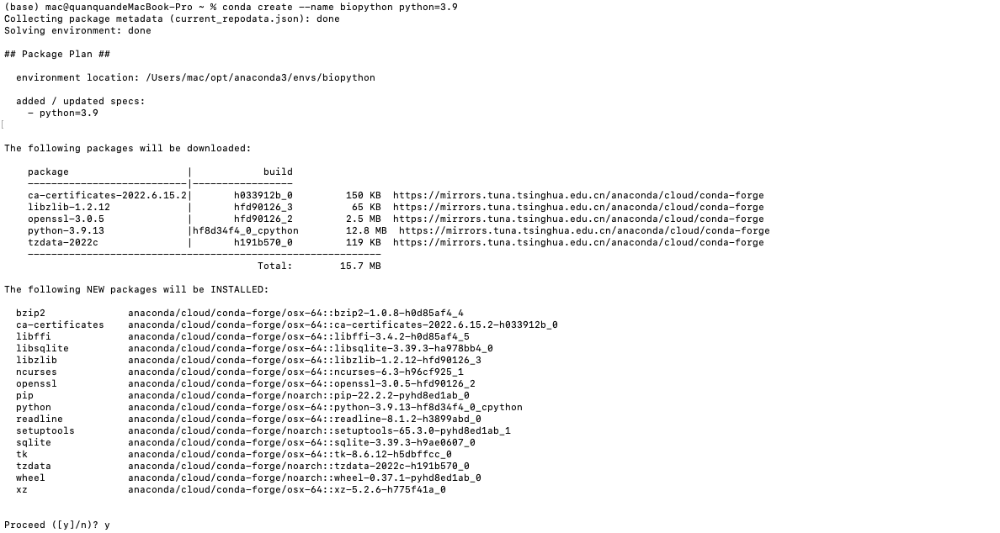 (base) mac@quanquandeMacBook-Pro ~ % conda create --name biopython python=3.9
Collecting package metadata (current_repodata.json): done
Solving environment: done
## Package Plan ##
  environment location: /Users/mac/opt/anaconda3/envs/biopython
  added / updated specs:
    - python=3.9
[
The following packages will be downloaded:
    package                    |            build
    ---------------------------|-----------------
    ca-certificates-2022.6.15.2|       h033912b_0         150 KB  https://mirrors.tuna.tsinghua.edu.cn/anaconda/cloud/conda-forge
    libzlib-1.2.12             |       hfd90126_3          65 KB  https://mirrors.tuna.tsinghua.edu.cn/anaconda/cloud/conda-forge
    openssl-3.0.5              |       hfd90126_2         2.5 MB  https://mirrors.tuna.tsinghua.edu.cn/anaconda/cloud/conda-forge
    python-3.9.13              |hf8d34f4_0_cpython        12.8 MB  https://mirrors.tuna.tsinghua.edu.cn/anaconda/cloud/conda-forge
    tzdata-2022c               |       h191b570_0         119 KB  https://mirrors.tuna.tsinghua.edu.cn/anaconda/cloud/conda-forge
    ------------------------------------------------------------
                                           Total:        15.7 MB
The following NEW packages will be INSTALLED:
  bzip2              anaconda/cloud/conda-forge/osx-64::bzip2-1.0.8-h0d85af4_4
  ca-certificates    anaconda/cloud/conda-forge/osx-64::ca-certificates-2022.6.15.2-h033912b_0
  libffi             anaconda/cloud/conda-forge/osx-64::libffi-3.4.2-h0d85af4_5
  libsqlite          anaconda/cloud/conda-forge/osx-64::libsqlite-3.39.3-ha978bb4_0
  libzlib            anaconda/cloud/conda-forge/osx-64::libzlib-1.2.12-hfd90126_3
  ncurses            anaconda/cloud/conda-forge/osx-64::ncurses-6.3-h96cf925_1
  openssl            anaconda/cloud/conda-forge/osx-64::openssl-3.0.5-hfd90126_2
  pip                anaconda/cloud/conda-forge/noarch::pip-22.2.2-pyhd8ed1ab_0
  python             anaconda/cloud/conda-forge/osx-64::python-3.9.13-hf8d34f4_0_cpython
  readline           anaconda/cloud/conda-forge/osx-64::readline-8.1.2-h3899abd_0
  setuptools         anaconda/cloud/conda-forge/noarch::setuptools-65.3.0-pyhd8ed1ab_1
  sqlite             anaconda/cloud/conda-forge/osx-64::sqlite-3.39.3-h9ae0607_0
  tk                 anaconda/cloud/conda-forge/osx-64::tk-8.6.12-h5dbffcc_0
  tzdata             anaconda/cloud/conda-forge/noarch::tzdata-2022c-h191b570_0
  wheel              anaconda/cloud/conda-forge/noarch::wheel-0.37.1-pyhd8ed1ab_0
  xz                 anaconda/cloud/conda-forge/osx-64::xz-5.2.6-h775f41a_0
Proceed ([y]/n)? y